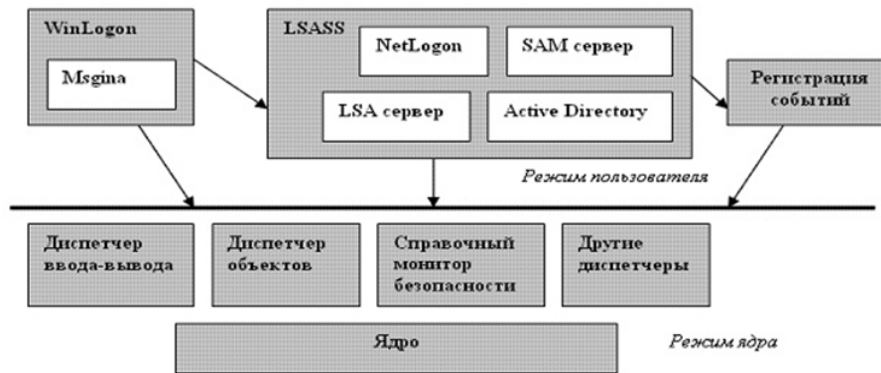 WinLogon
Msgina
LSASS
NetLogon
SAM сервер
LSA сервер
Active Directory
Регистрация
событий
Режим пользователя
Диспетчер
ввода-вывода
Диспетчер
объектов
Справочный
монитор
безопасности
Другие
диспетчеры
Ядро
Режим ядра